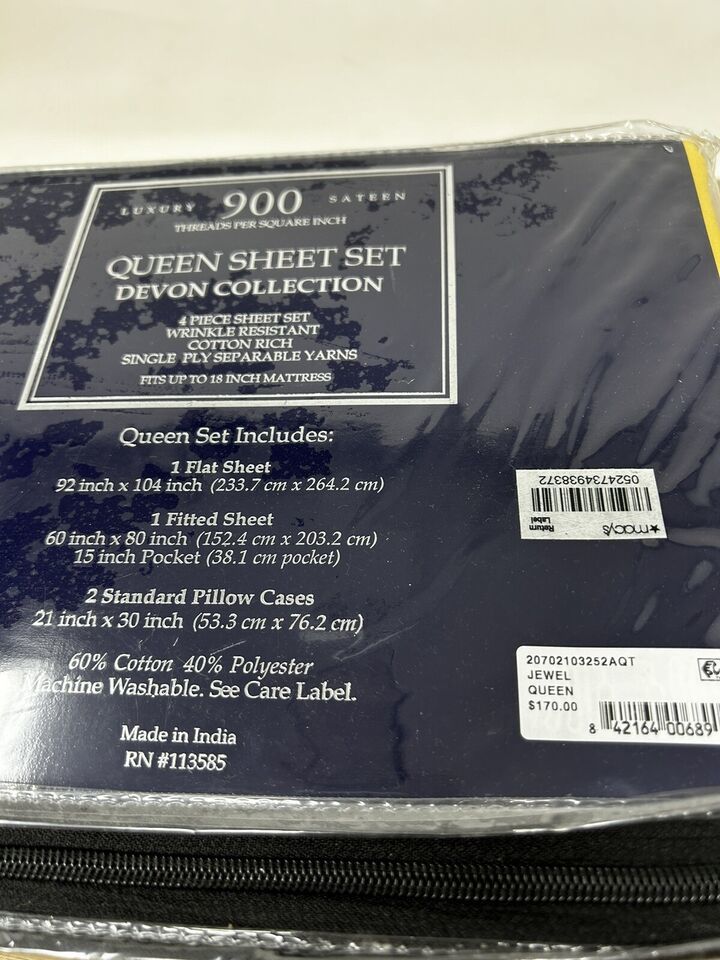 LUXURY 900 SATEEN
THREADS PER SQUARE INCH
QUEEN SHEET SET
DEVON COLLECTION
4 PIECE SHEET SET
WRINKLE RESISTANT
COTTON RICH
SINGLE PLY SEPARABLE YARNS
FITS UP TO 18 INCH MATTRESS
Queen Set Includes:
1 Flat Sheet
92 inch x 104 inch (233.7 cm x 264.2 cm)
1 Fitted Sheet
60 inch x 80 inch (152.4 cm x 203.2 cm)
15 inch Pocket (38.1 cm pocket)
2 Standard Pillow Cases
21 inch x 30 inch (53.3 cm x 76.2 cm)
60% Cotton 40% Polyester
Machine Washable. See Care Label.
Made in India
RN #113585
★macy's
Return
Label
0524734938372
20702103252AQT
JEWEL
QUEEN
$170.00
8 42164 00689